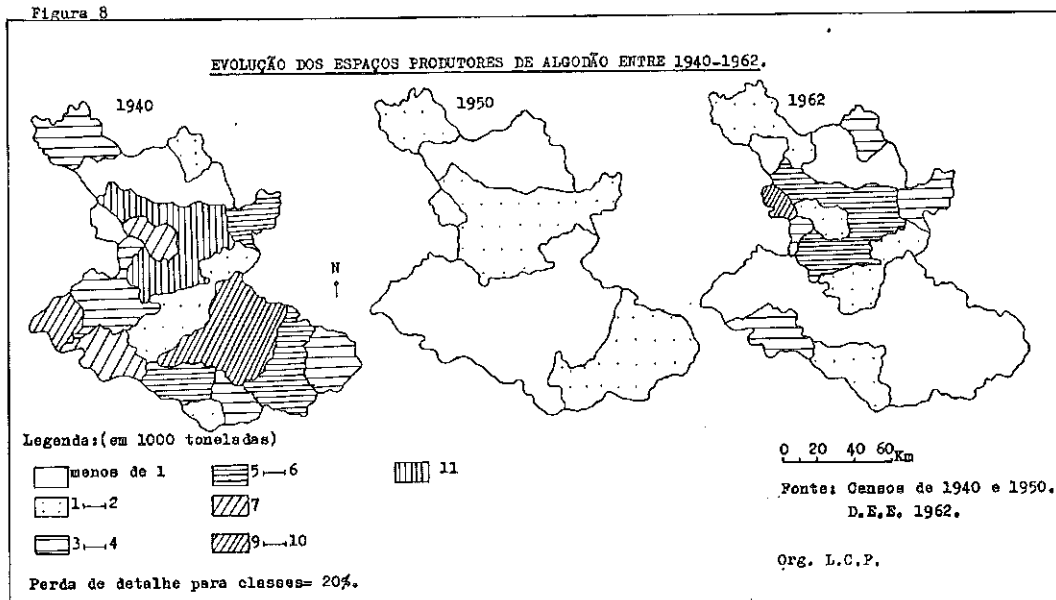 Figura 8
EVOLUÇÃO DOS ESPAÇOS PRODUTORES DE ALGODÃO ENTRE 1940-1962.
1940
1950
1962
N
Legenda:(em 1000 toneladas)
menos de 1
5 6
11
1 2
7
3 4
9 10
0 20 40 60 Km
Fonte: Censos de 1940 e 1950.
D.E.E. 1962.
Org. L.C.P.
Perda de detalhe para classes= 20%.